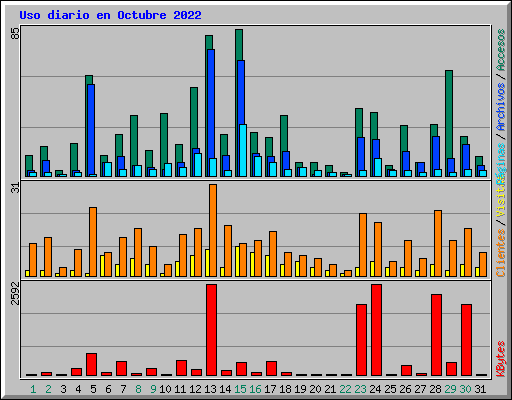 Uso diario en Octubre 2022
85
31
2592
Clientes / Visitas
Páginas / Archivos / Accesos
KBytes
1 2 3 4 5 6 7 8 9 10 11 12 13 14 15 16 17 18 19 20 21 22 23 24 25 26 27 28 29 30 31